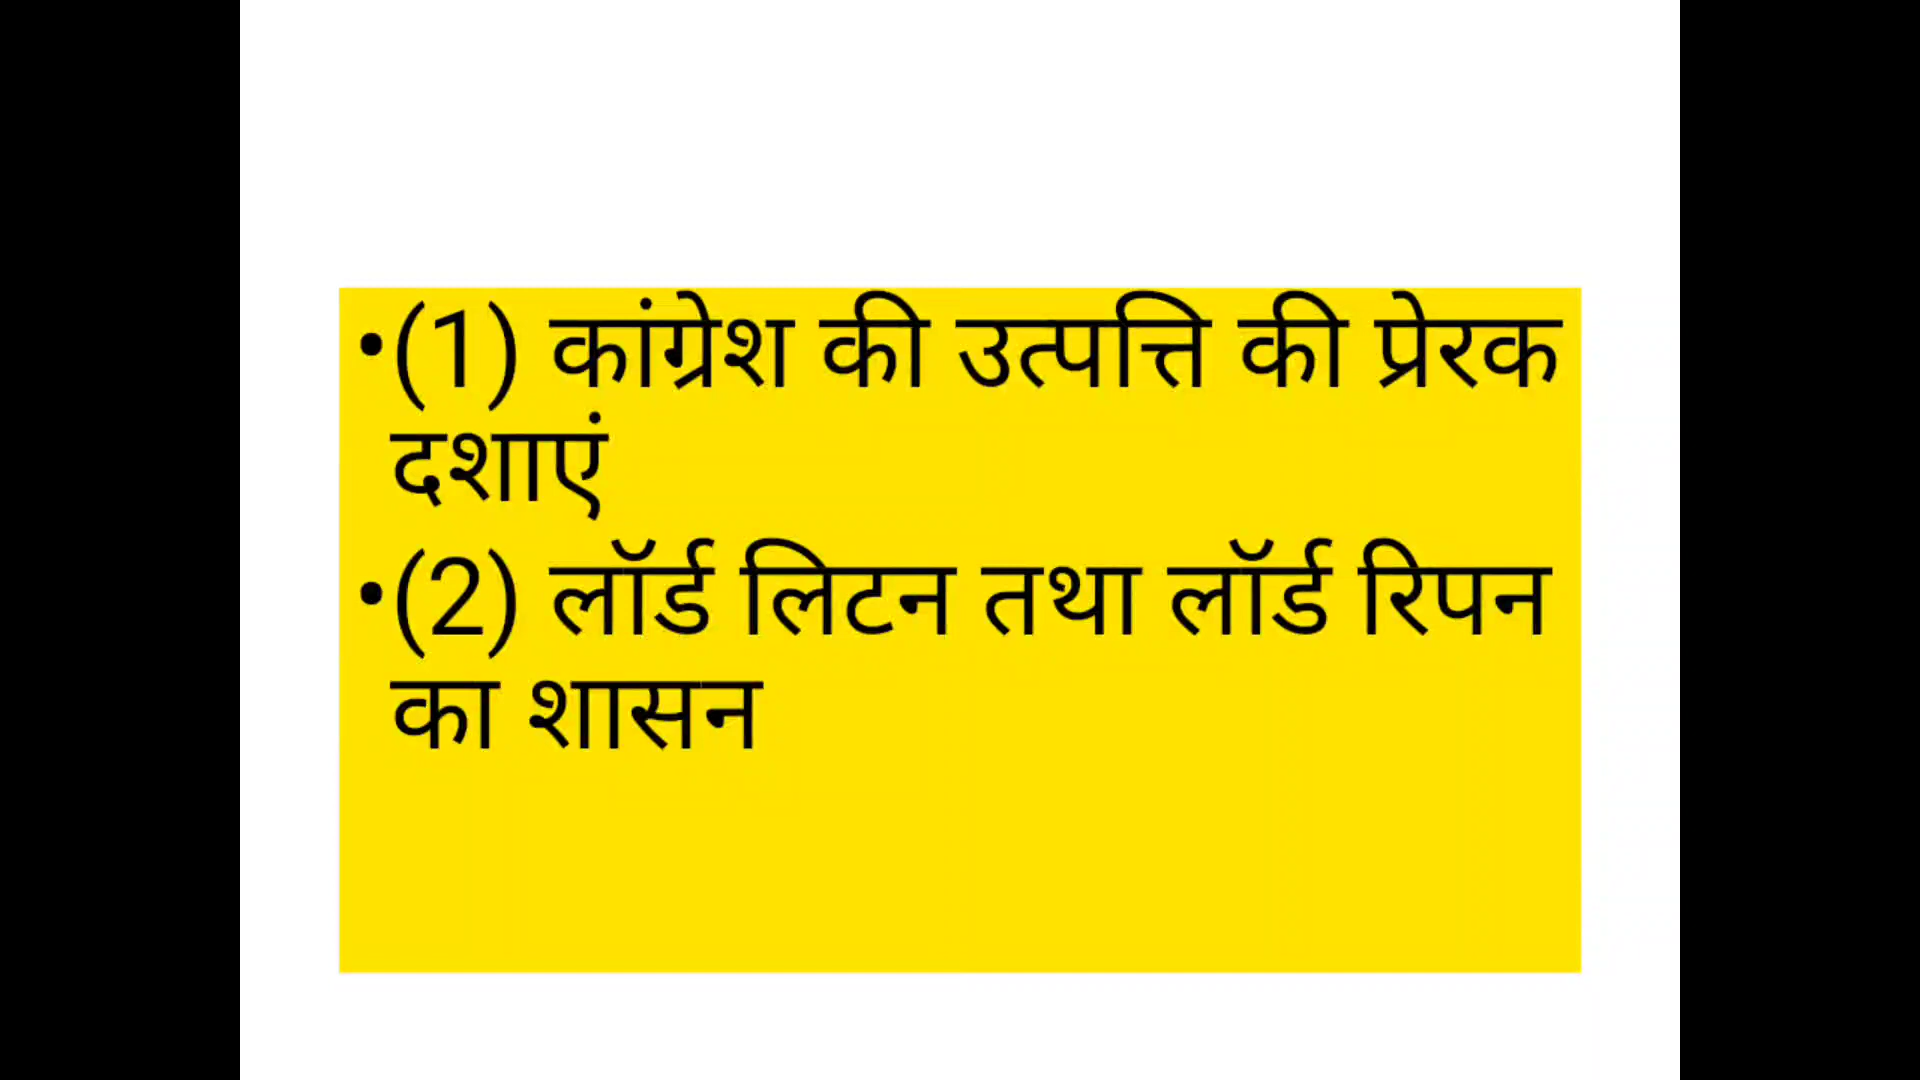 •(1) कांग्रेश की उत्पत्ति की प्रेरक
दशाएं
•(2) लॉर्ड लिटन तथा लॉर्ड रिपन
का शासन